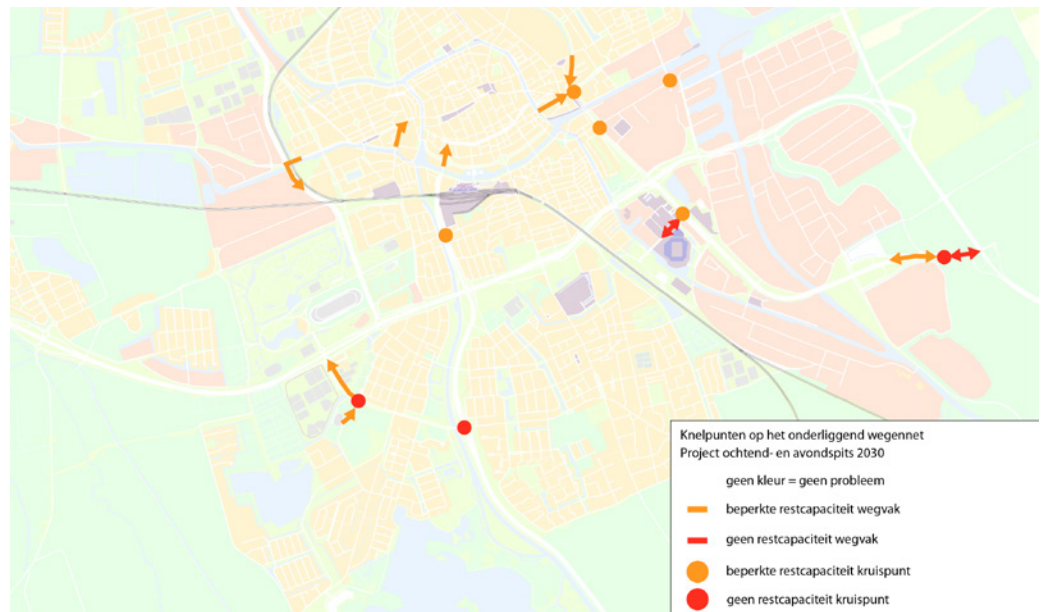 Knelpunten op het onderliggend wegennet
Project ochtend- en avondspits 2030
geen kleur = geen probleem
beperkte restcapaciteit wegvak
geen restcapaciteit wegvak
beperkte restcapaciteit kruispunt
geen restcapaciteit kruispunt